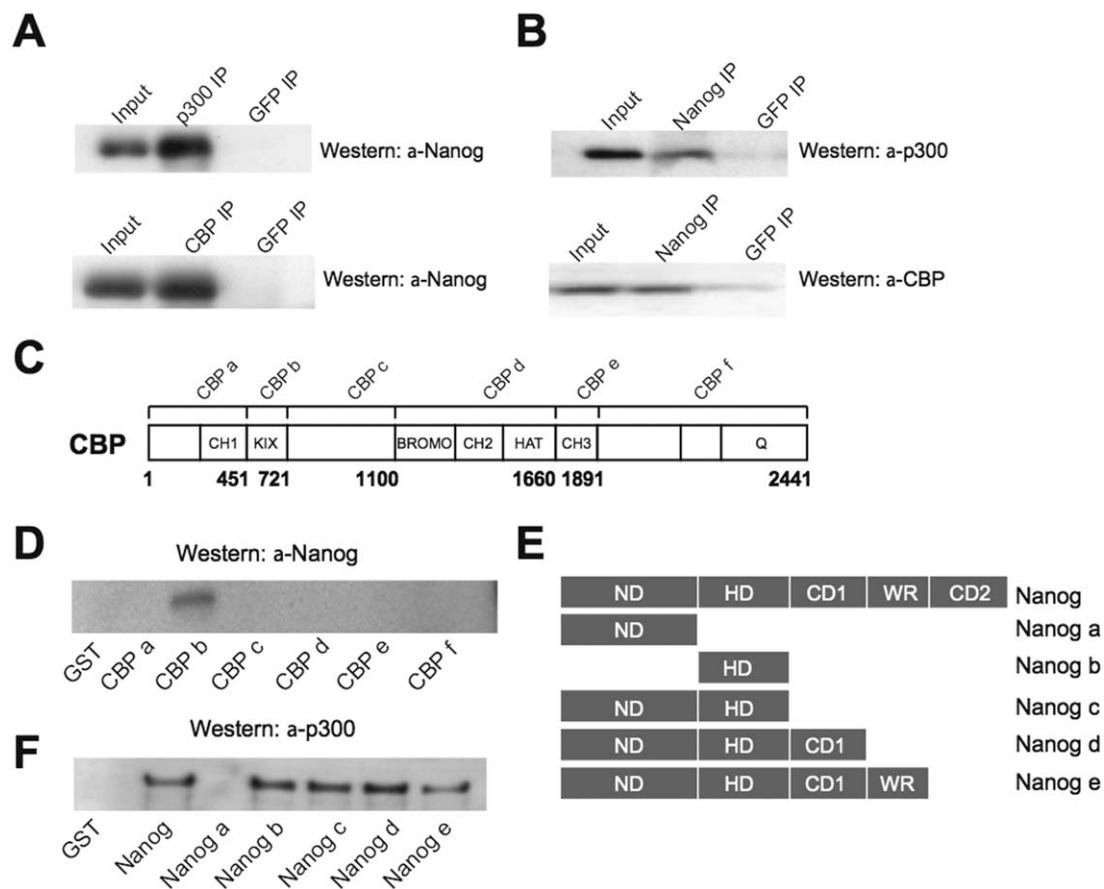 A
Input p300 IP GFP IP
Western: a-Nanog
Input CBP IP GFP IP
Western: a-Nanog
B
Input Nanog IP GFP IP
Western: a-p300
Input Nanog IP GFP IP
Western: a-CBP
C
CBP a CBP b CBP c CBP d CBP e CBP f
CBP CH1 KIX BROMO CH2 HAT CH3 Q
1 451 721 1100 1660 1891 2441
D
Western: a-Nanog
GST CBP a CBP b CBP c CBP d CBP e CBP f
E
ND HD CD1 WR CD2 Nanog
ND Nanog a
HD Nanog b
ND HD Nanog c
ND HD CD1 Nanog d
ND HD CD1 WR Nanog e
F
Western: a-p300
GST Nanog Nanog a Nanog b Nanog c Nanog d Nanog e